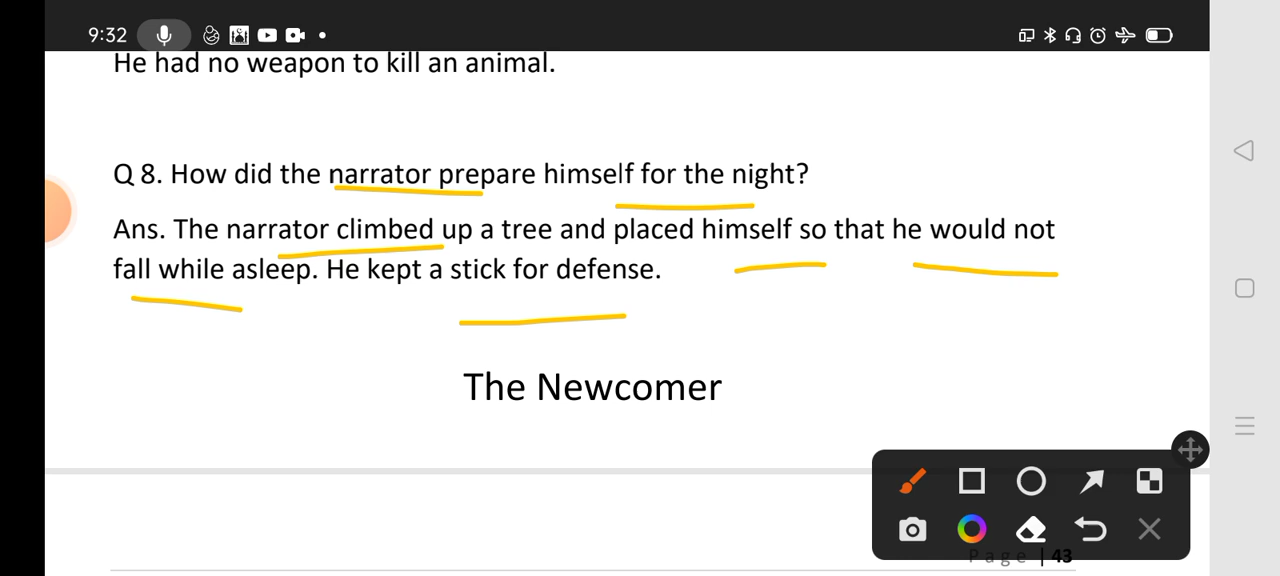 9:32
He had no weapon to kill an animal.
Q 8. How did the narrator prepare himself for the night?
Ans. The narrator climbed up a tree and placed himself so that he would not
fall while asleep. He kept a stick for defense.
The Newcomer
Page | 43